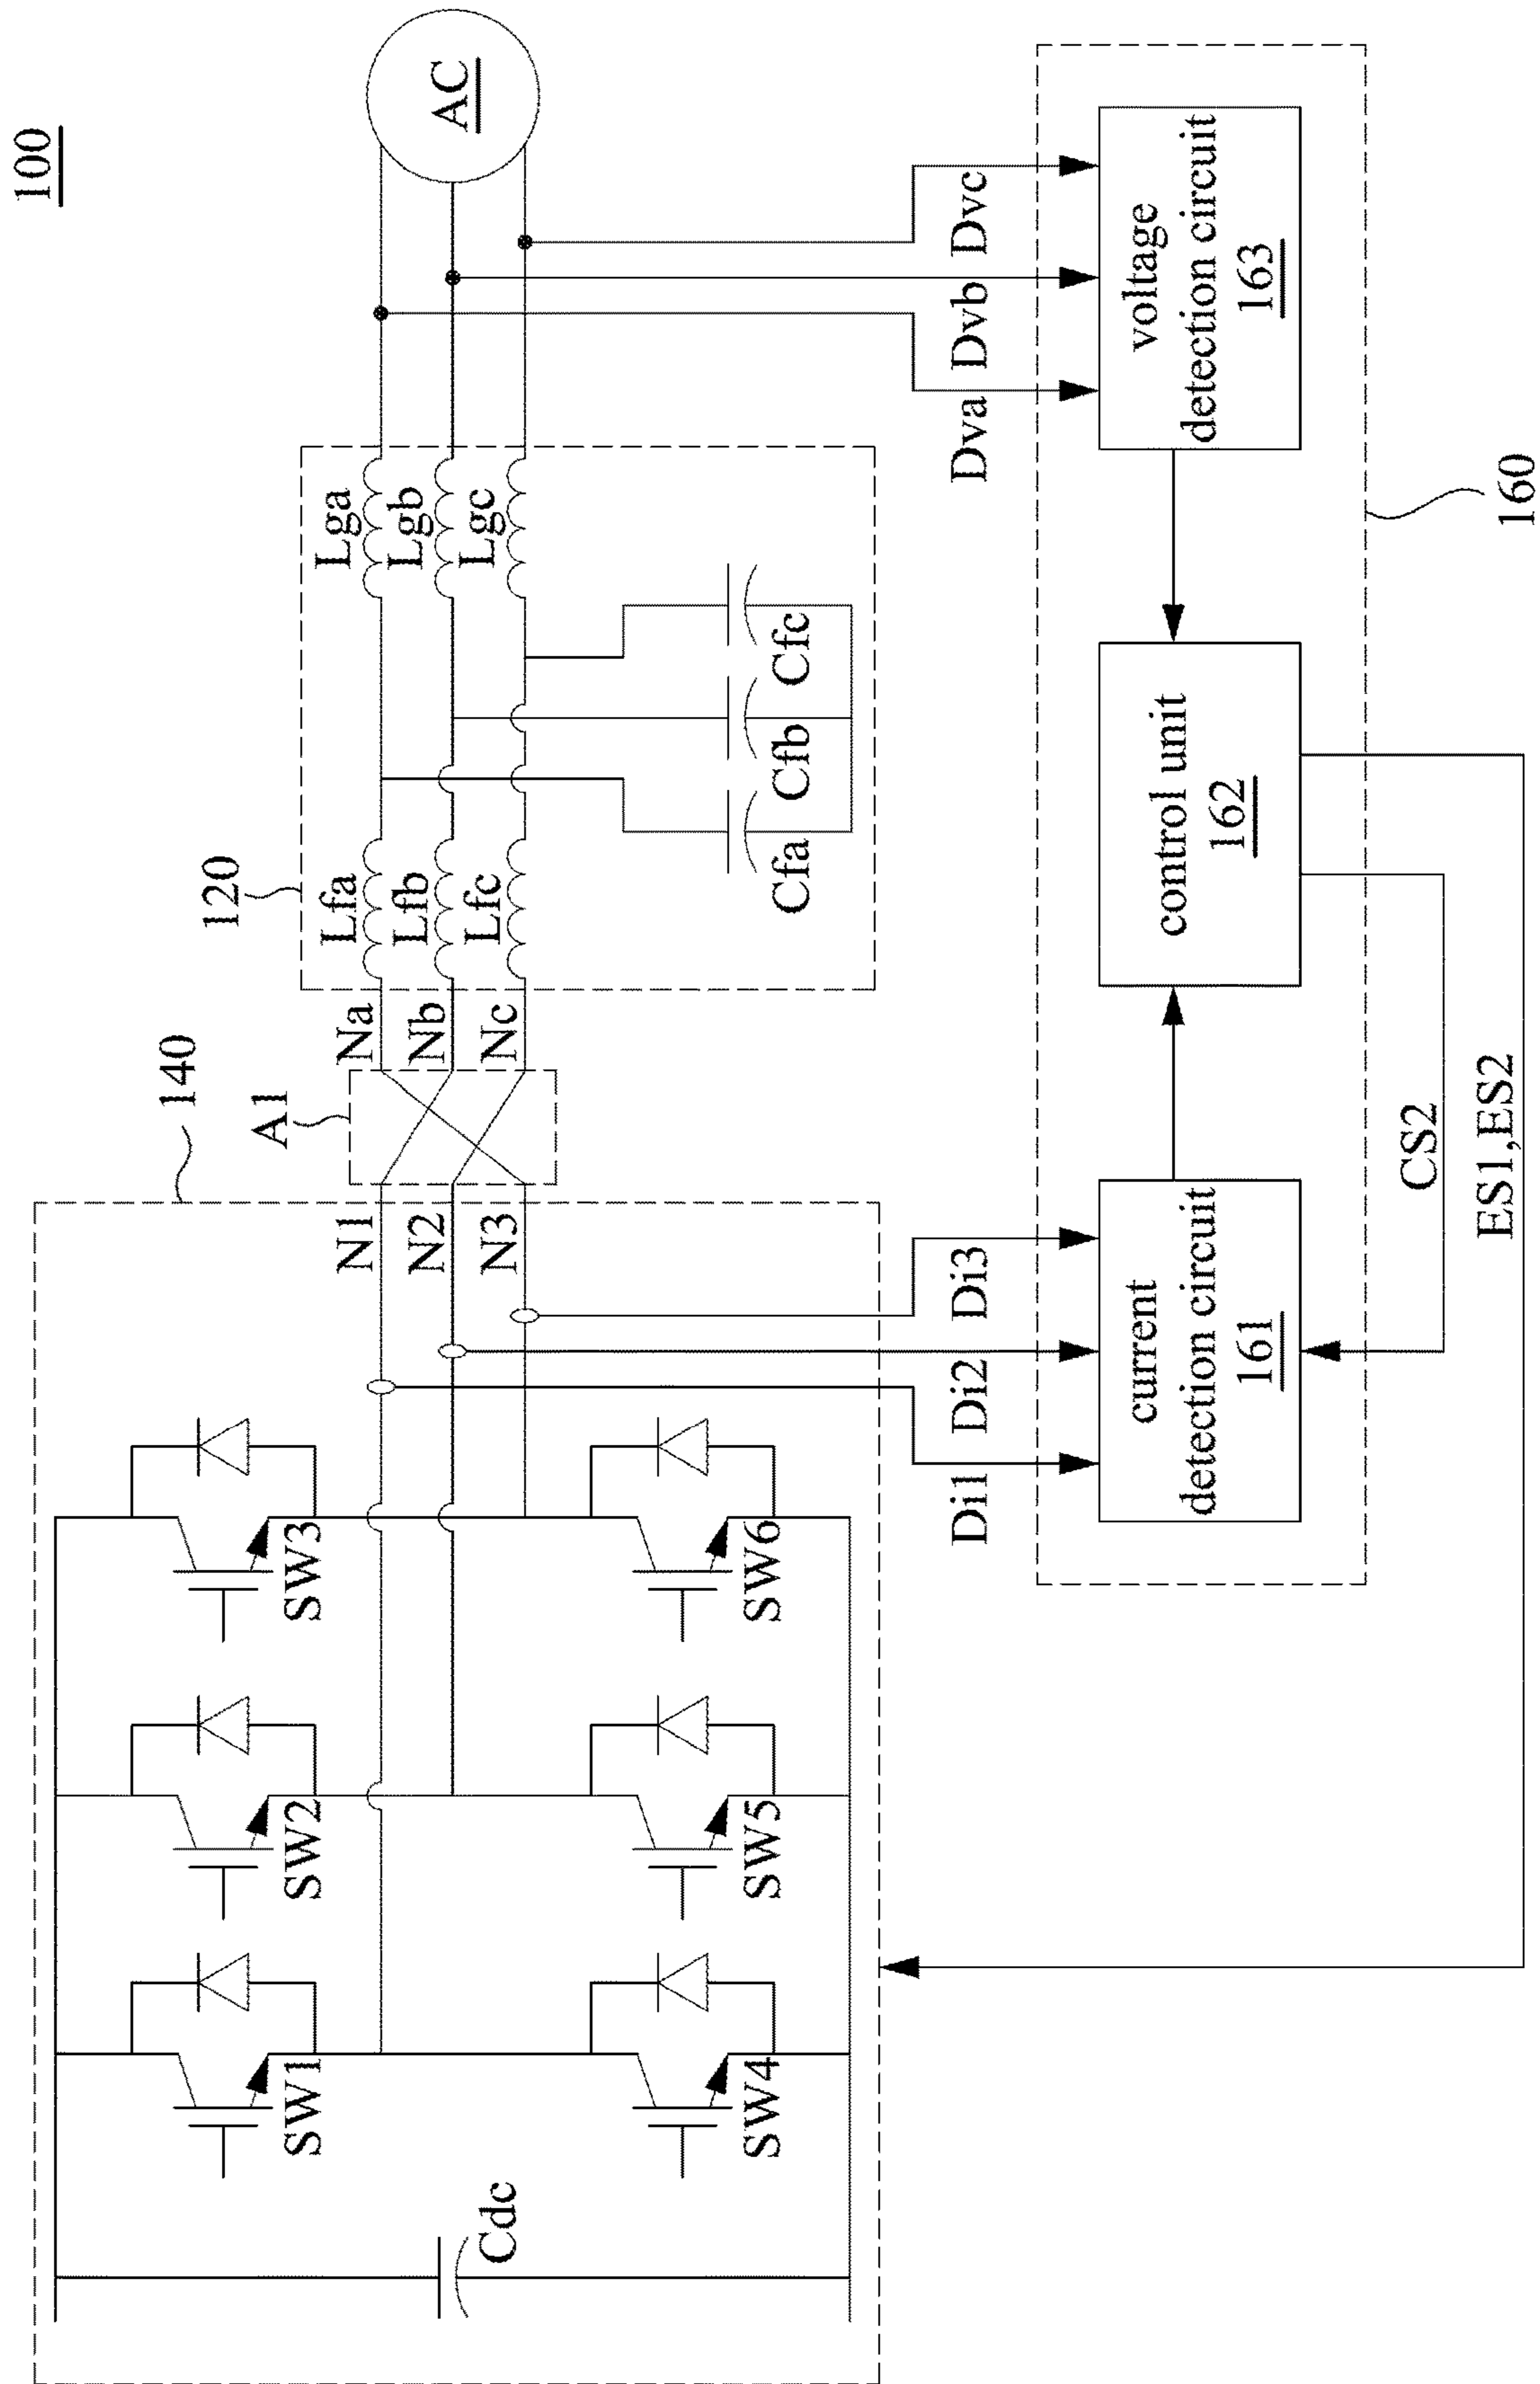 100
140
A1
120
SW1
SW2
SW3
Cdc
SW4
SW5
SW6
N1
N2
N3
Na
Nb
Nc
Lfa
Lfb
Lfc
Lga
Lgb
Lgc
AC
Cfa
Cfb
Cfc
Di1
Di2
Di3
Dva
Dvb
Dvc
current
detection circuit
161
control unit
162
voltage
detection circuit
163
CS2
ES1,ES2
160